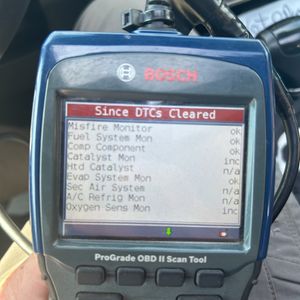 BOSCH
Since DTCs Cleared
Misfire Monitor ok
Fuel System Mon ok
Comp Component ok
Catalyst Mon inc
Htd Catalyst n/a
Evap System Mon ok
Sec Air System n/a
A/C Refrig Mon n/a
Oxygen Sens Mon inc
ProGrade OBD II Scan Tool